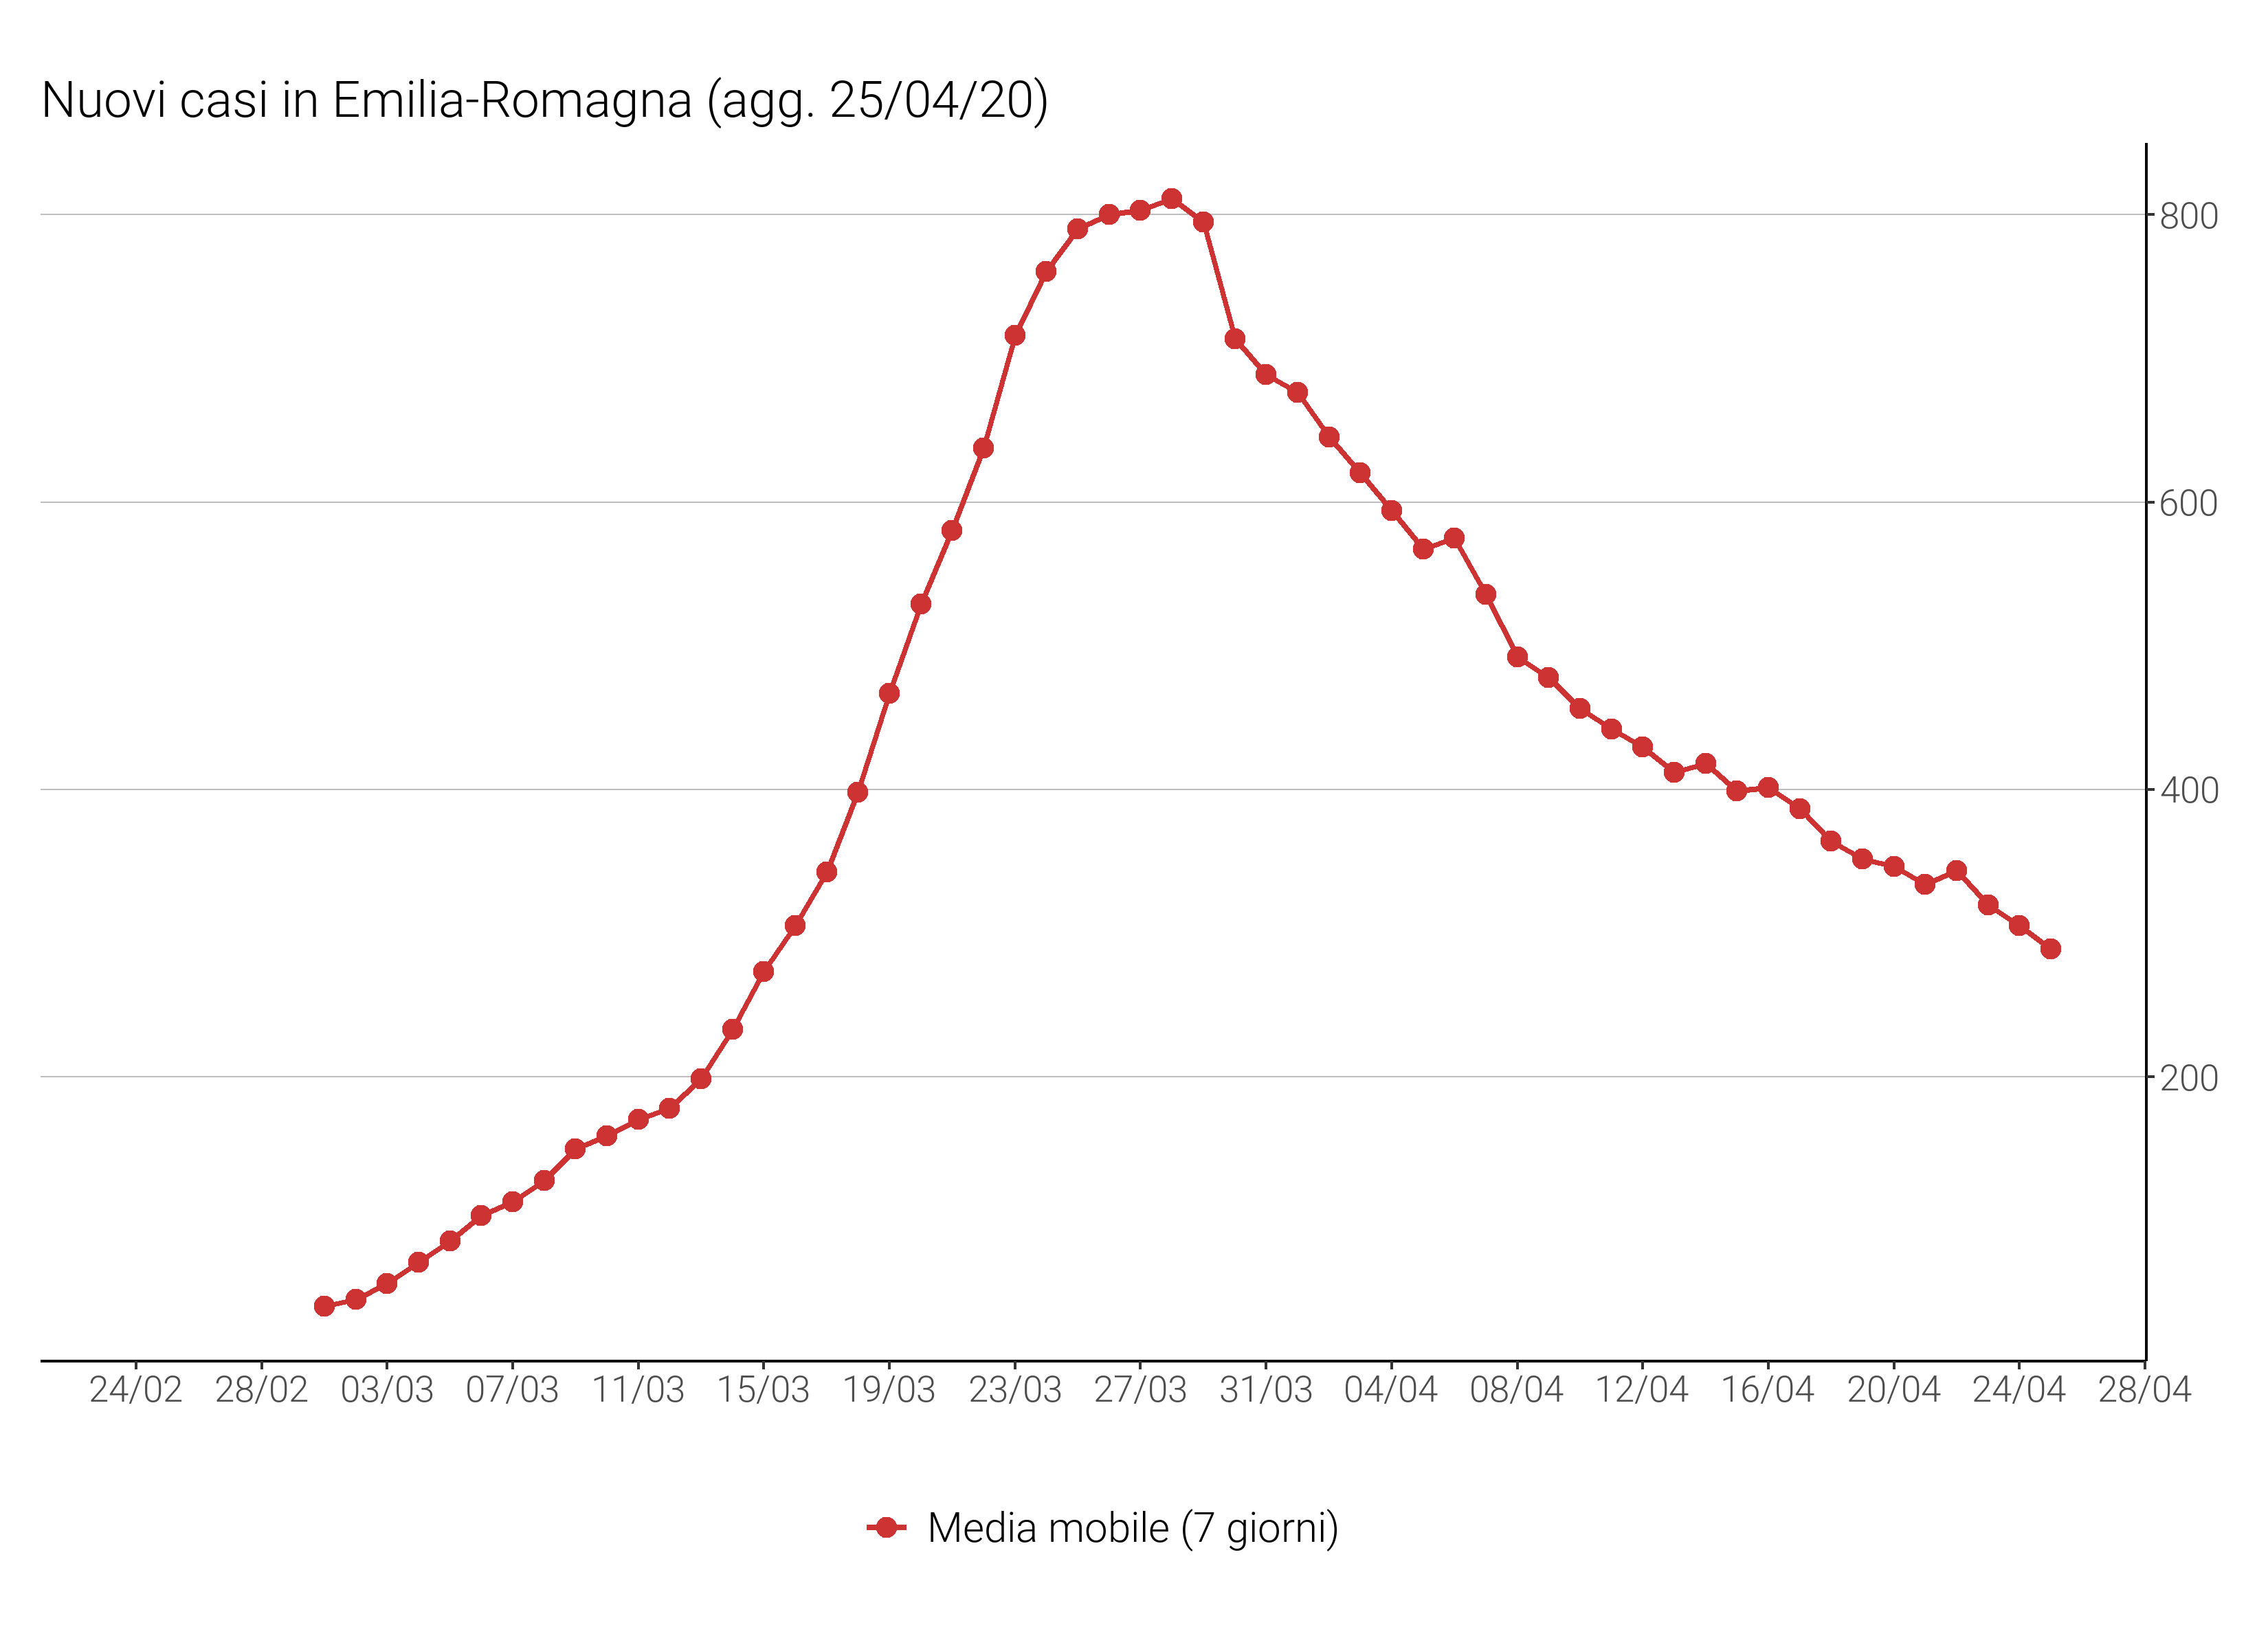 Nuovi casi in Emilia-Romagna (agg. 25/04/20)
800
600
400
200
24/02 28/02 03/03 07/03 11/03 15/03 19/03 23/03 27/03 31/03 04/04 08/04 12/04 16/04 20/04 24/04 28/04
Media mobile (7 giorni)